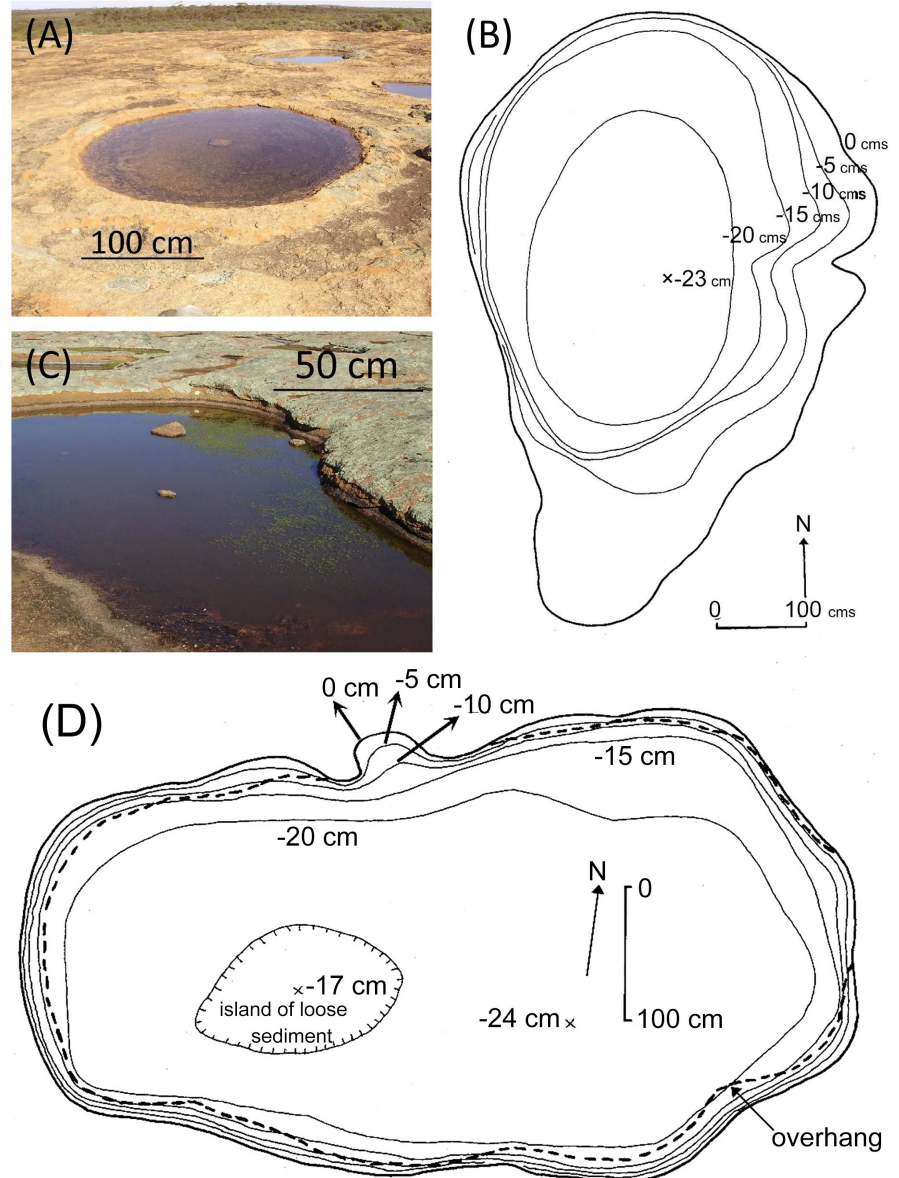 (A)
100 cm
(B)
0 cms
-5 cms
-10 cms
-15 cms
-20 cms
×-23 cm
N
0 100 cms
(C)
50 cm
(D)
0 cm
-5 cm
-10 cm
-15 cm
-20 cm
N
0
×-17 cm
island of loose
sediment
-24 cm×
100 cm
overhang